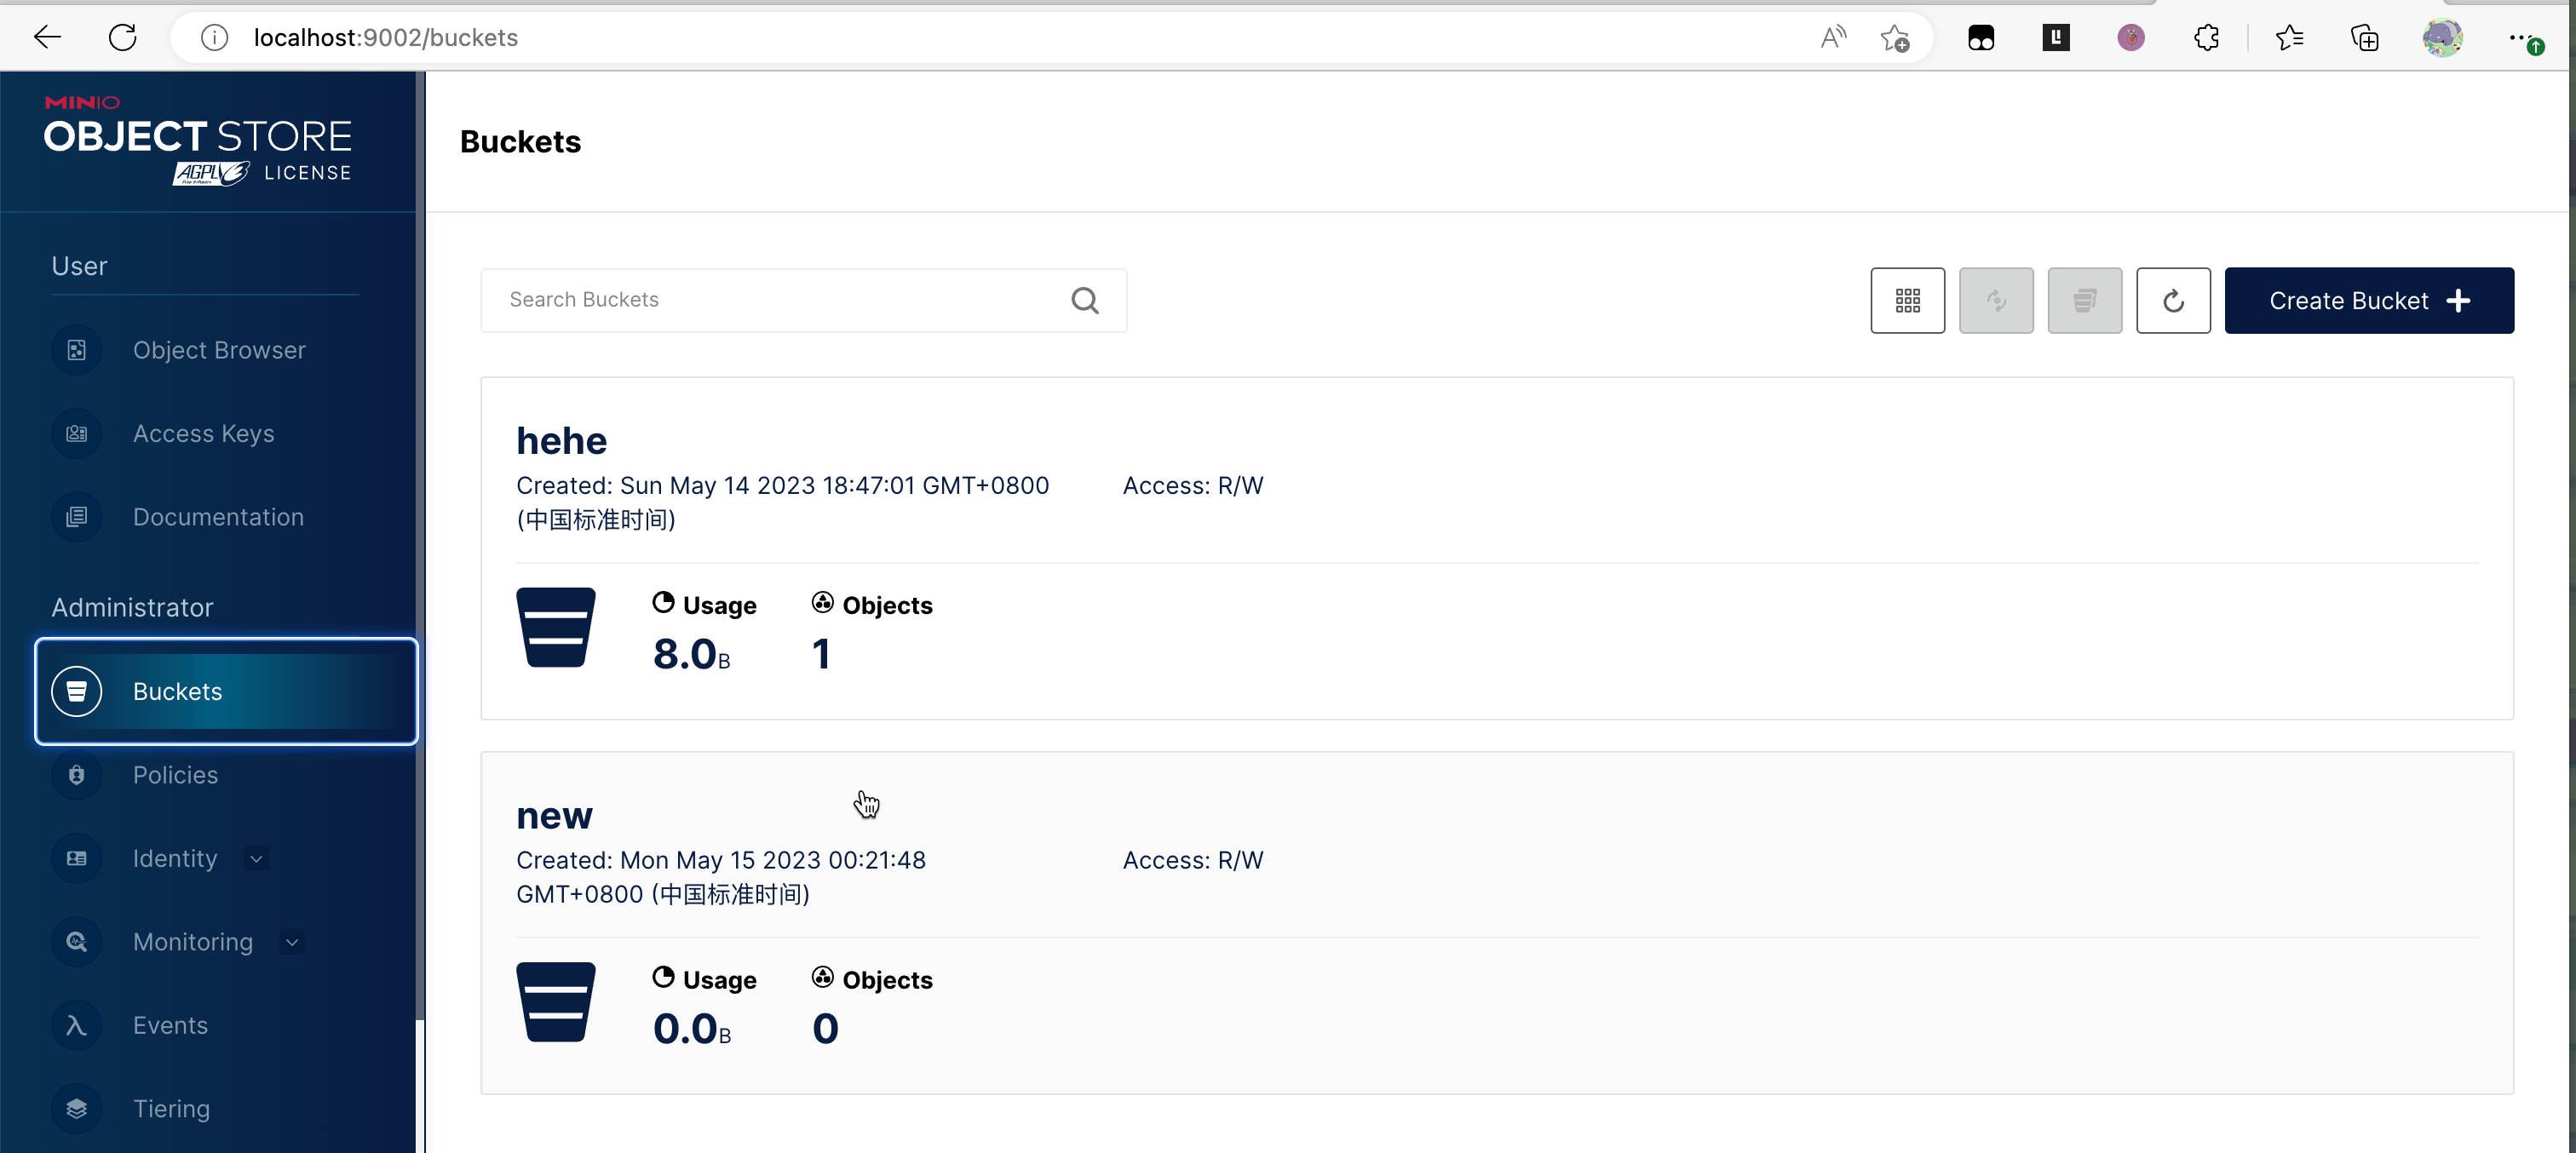 localhost:9002/buckets
MINIO
OBJECT STORE
AGPL v3 LICENSE
User
Object Browser
Access Keys
Documentation
Administrator
Buckets
Policies
Identity
Monitoring
Events
Tiering
Buckets
Search Buckets
Create Bucket
hehe
Created: Sun May 14 2023 18:47:01 GMT+0800
(中国标准时间)
Access: R/W
Usage
8.0B
Objects
1
new
Created: Mon May 15 2023 00:21:48
GMT+0800 (中国标准时间)
Access: R/W
Usage
0.0B
Objects
0